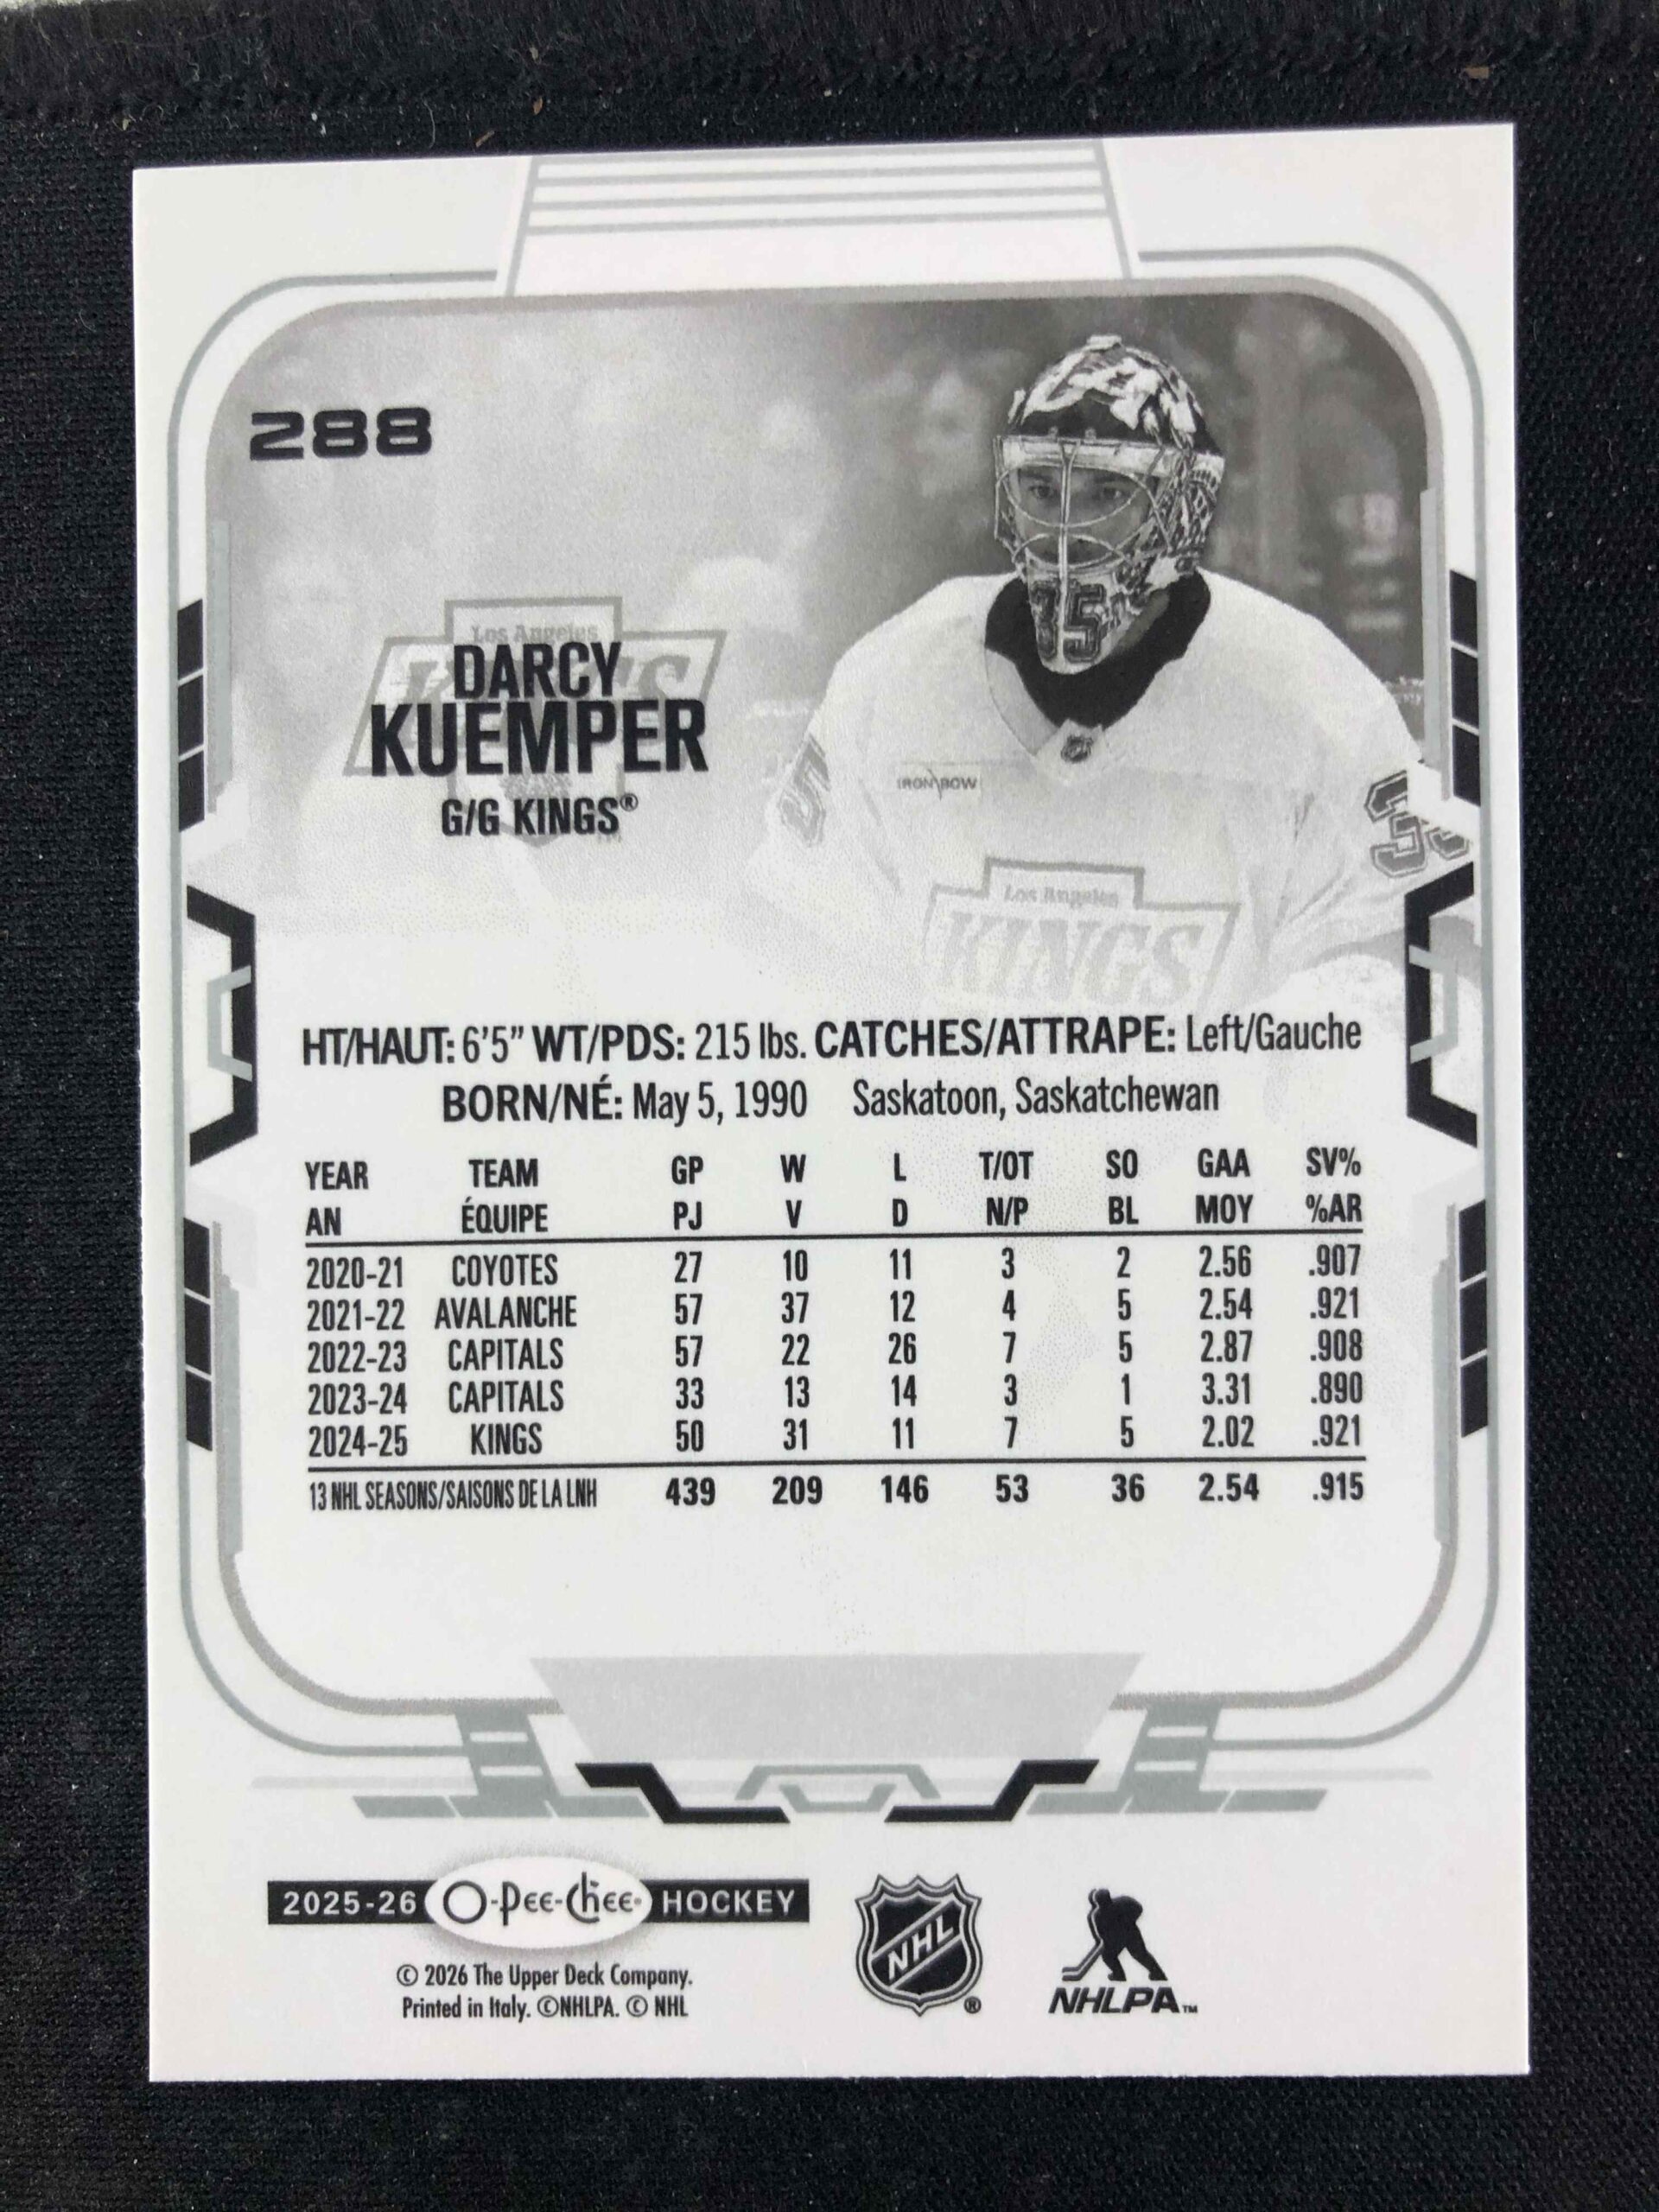 288
Los Angeles
DARCY
KUEMPER
G/G KINGS®
35
IRON BOW
35
Los Angeles
KINGS
HT/HAUT: 6'5" WT/PDS: 215 lbs. CATCHES/ATTRAPE: Left/Gauche
BORN/NÉ: May 5, 1990 Saskatoon, Saskatchewan
YEAR TEAM GP W L T/OT SO GAA SV%
AN ÉQUIPE PJ V D N/P BL MOY %AR
2020-21 COYOTES 27 10 11 3 2 2.56 .907
2021-22 AVALANCHE 57 37 12 4 5 2.54 .921
2022-23 CAPITALS 57 22 26 7 5 2.87 .908
2023-24 CAPITALS 33 13 14 3 1 3.31 .890
2024-25 KINGS 50 31 11 7 5 2.02 .921
13 NHL SEASONS/SAISONS DE LA LNH 439 209 146 53 36 2.54 .915
2025-26 O-Pee-Chee® HOCKEY
© 2026 The Upper Deck Company.
Printed in Italy. ©NHLPA. © NHL
NHL ®
NHLPA™